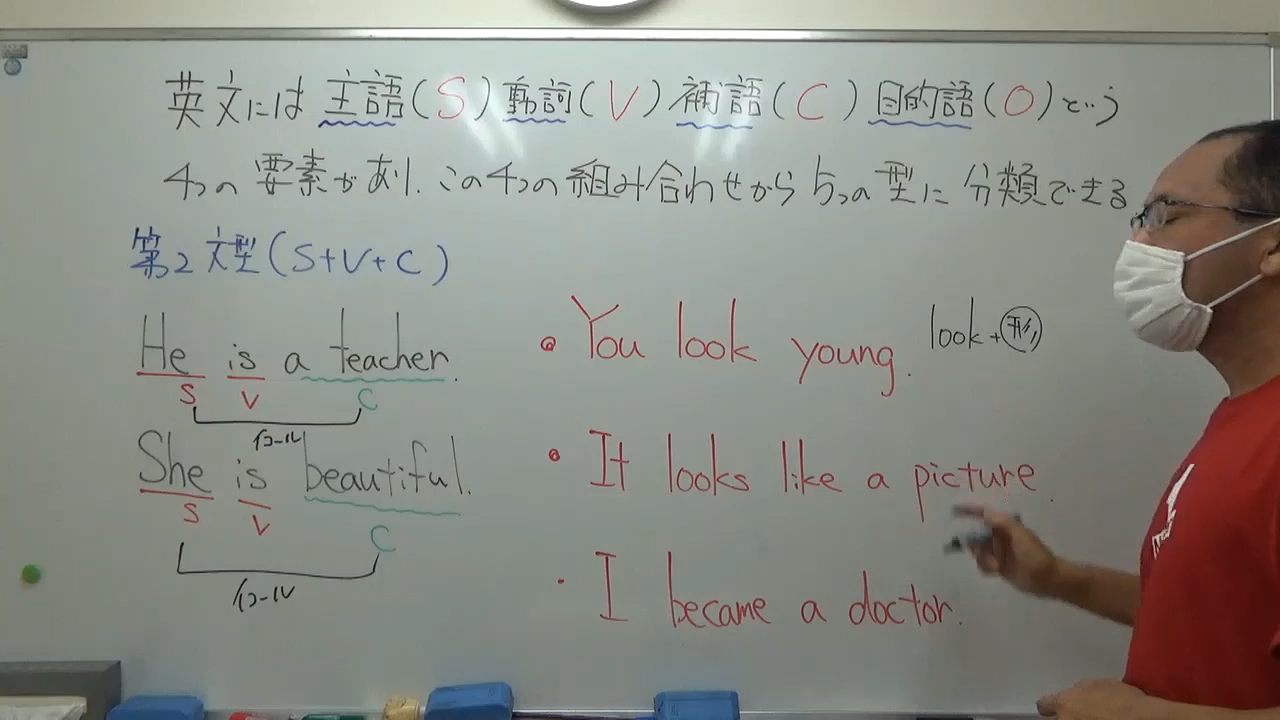 英文には 主語(S) 動詞(V) 補語(C) 目的語(O)という
4つの 要素があり、この4つの組み合わせから5つの型に分類できる
第2文型(S+V+C)
He is a teacher.
S V C
イコール
She is beautiful.
S V C
イコール
・You look young. look+形
・It looks like a picture.
・I became a doctor.